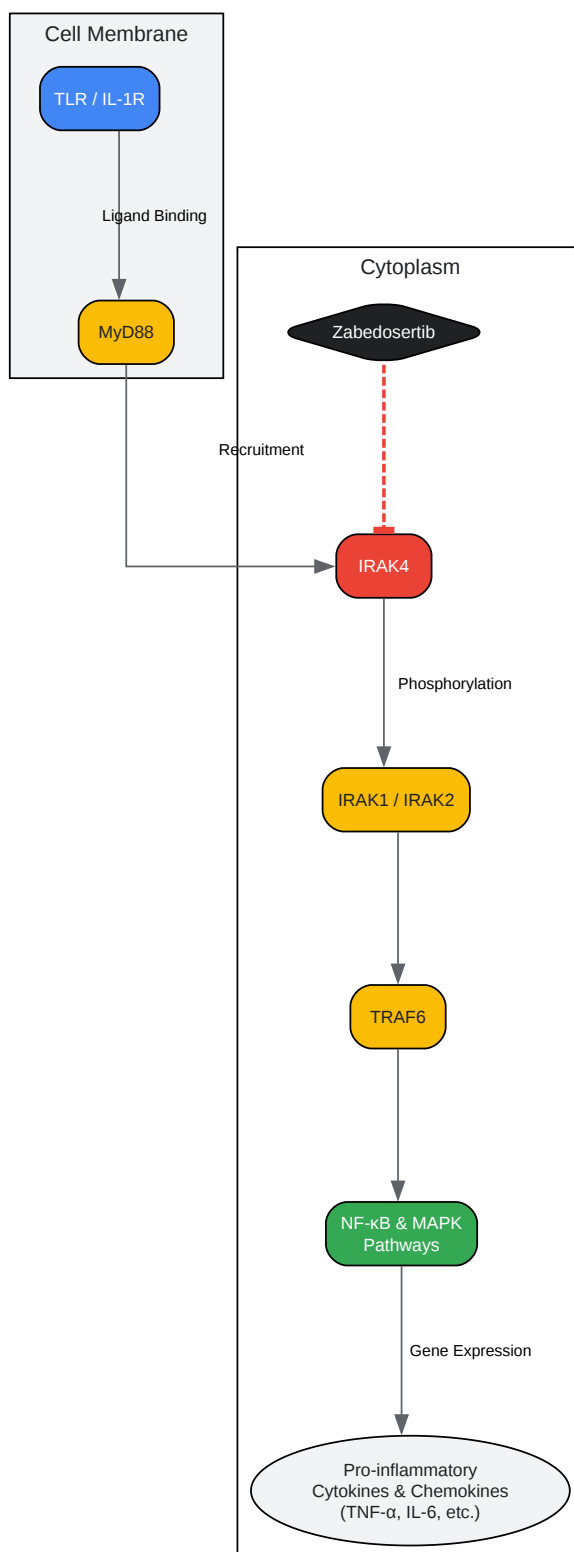 Cell Membrane
TLR / IL-1R
Ligand Binding
MyD88
Cytoplasm
Zabedosertib
Recruitment
IRAK4
Phosphorylation
IRAK1 / IRAK2
TRAF6
NF-κB & MAPK
Pathways
Gene Expression
Pro-inflammatory
Cytokines & Chemokines
(TNF-α, IL-6, etc.)